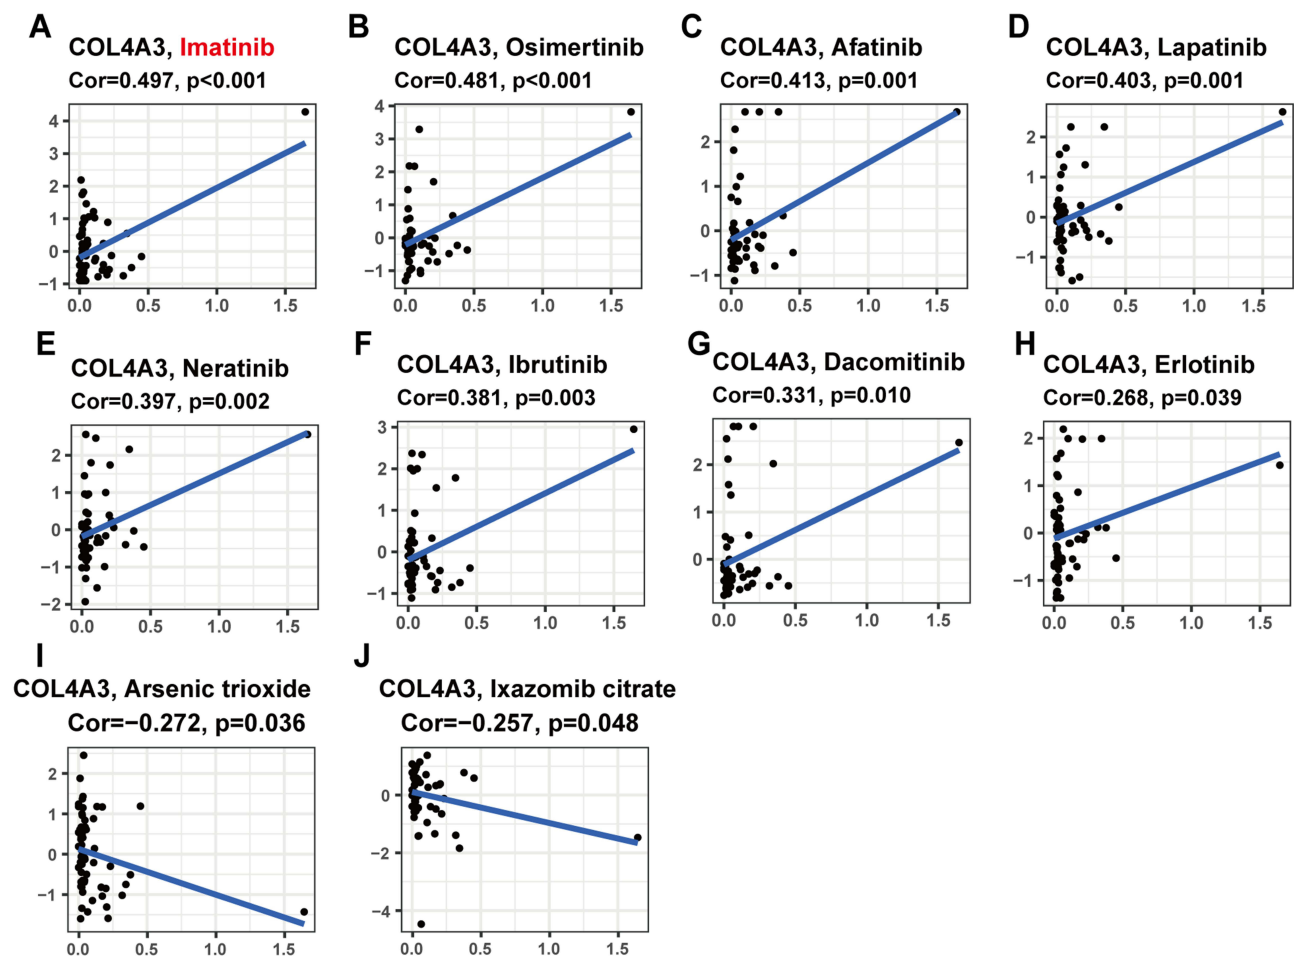 A
COL4A3, Imatinib
Cor=0.497, p<0.001
4
3
2
1
0
−1
0.0 0.5 1.0 1.5
B
COL4A3, Osimertinib
Cor=0.481, p<0.001
4
3
2
1
0
−1
0.0 0.5 1.0 1.5
C
COL4A3, Afatinib
Cor=0.413, p=0.001
2
1
0
−1
0.0 0.5 1.0 1.5
D
COL4A3, Lapatinib
Cor=0.403, p=0.001
2
1
0
−1
0.0 0.5 1.0 1.5
E
COL4A3, Neratinib
Cor=0.397, p=0.002
2
1
0
−1
−2
0.0 0.5 1.0 1.5
F
COL4A3, Ibrutinib
Cor=0.381, p=0.003
3
2
1
0
−1
0.0 0.5 1.0 1.5
G
COL4A3, Dacomitinib
Cor=0.331, p=0.010
2
1
0
0.0 0.5 1.0 1.5
H
COL4A3, Erlotinib
Cor=0.268, p=0.039
2
1
0
−1
0.0 0.5 1.0 1.5
I
COL4A3, Arsenic trioxide
Cor=−0.272, p=0.036
2
1
0
−1
0.0 0.5 1.0 1.5
J
COL4A3, Ixazomib citrate
Cor=−0.257, p=0.048
0
−2
−4
0.0 0.5 1.0 1.5